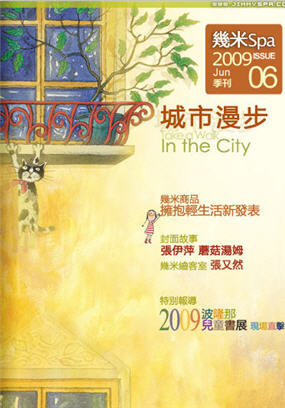 幾米Spa
2009 ISSUE
Jun
季刊 06
城市漫步
Take a Walk
In the City
幾米商品
擁抱輕生活新發表
封面故事
張伊萍 蘑菇湯姆
幾米繪客室 張又然
特別報導
2009波隆那
兒童書展 現場直擊